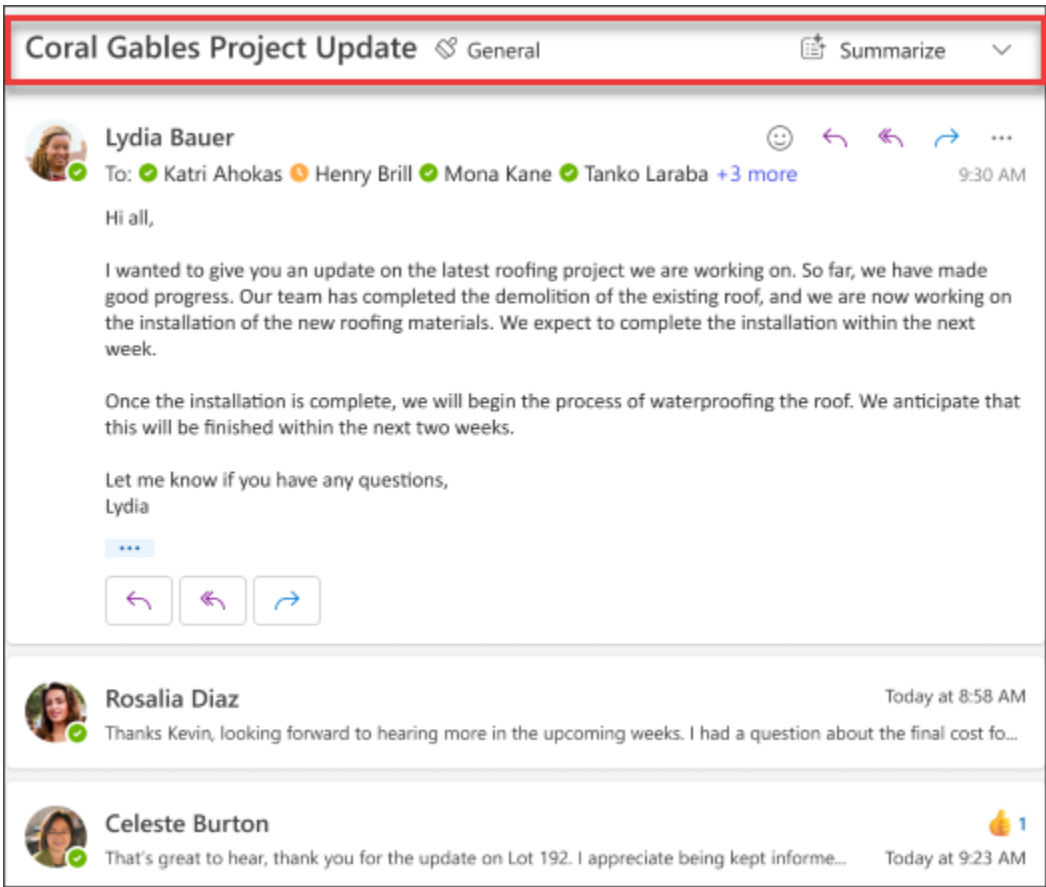 Coral Gables Project Update General Summarize
Lydia Bauer
To: Katri Ahokas Henry Brill Mona Kane Tanko Laraba +3 more 9:30 AM
Hi all,
I wanted to give you an update on the latest roofing project we are working on. So far, we have made
good progress. Our team has completed the demolition of the existing roof, and we are now working on
the installation of the new roofing materials. We expect to complete the installation within the next
week.
Once the installation is complete, we will begin the process of waterproofing the roof. We anticipate that
this will be finished within the next two weeks.
Let me know if you have any questions,
Lydia
Rosalia Diaz Today at 8:58 AM
Thanks Kevin, looking forward to hearing more in the upcoming weeks. I had a question about the final cost fo...
Celeste Burton 1
That's great to hear, thank you for the update on Lot 192. I appreciate being kept informe... Today at 9:23 AM